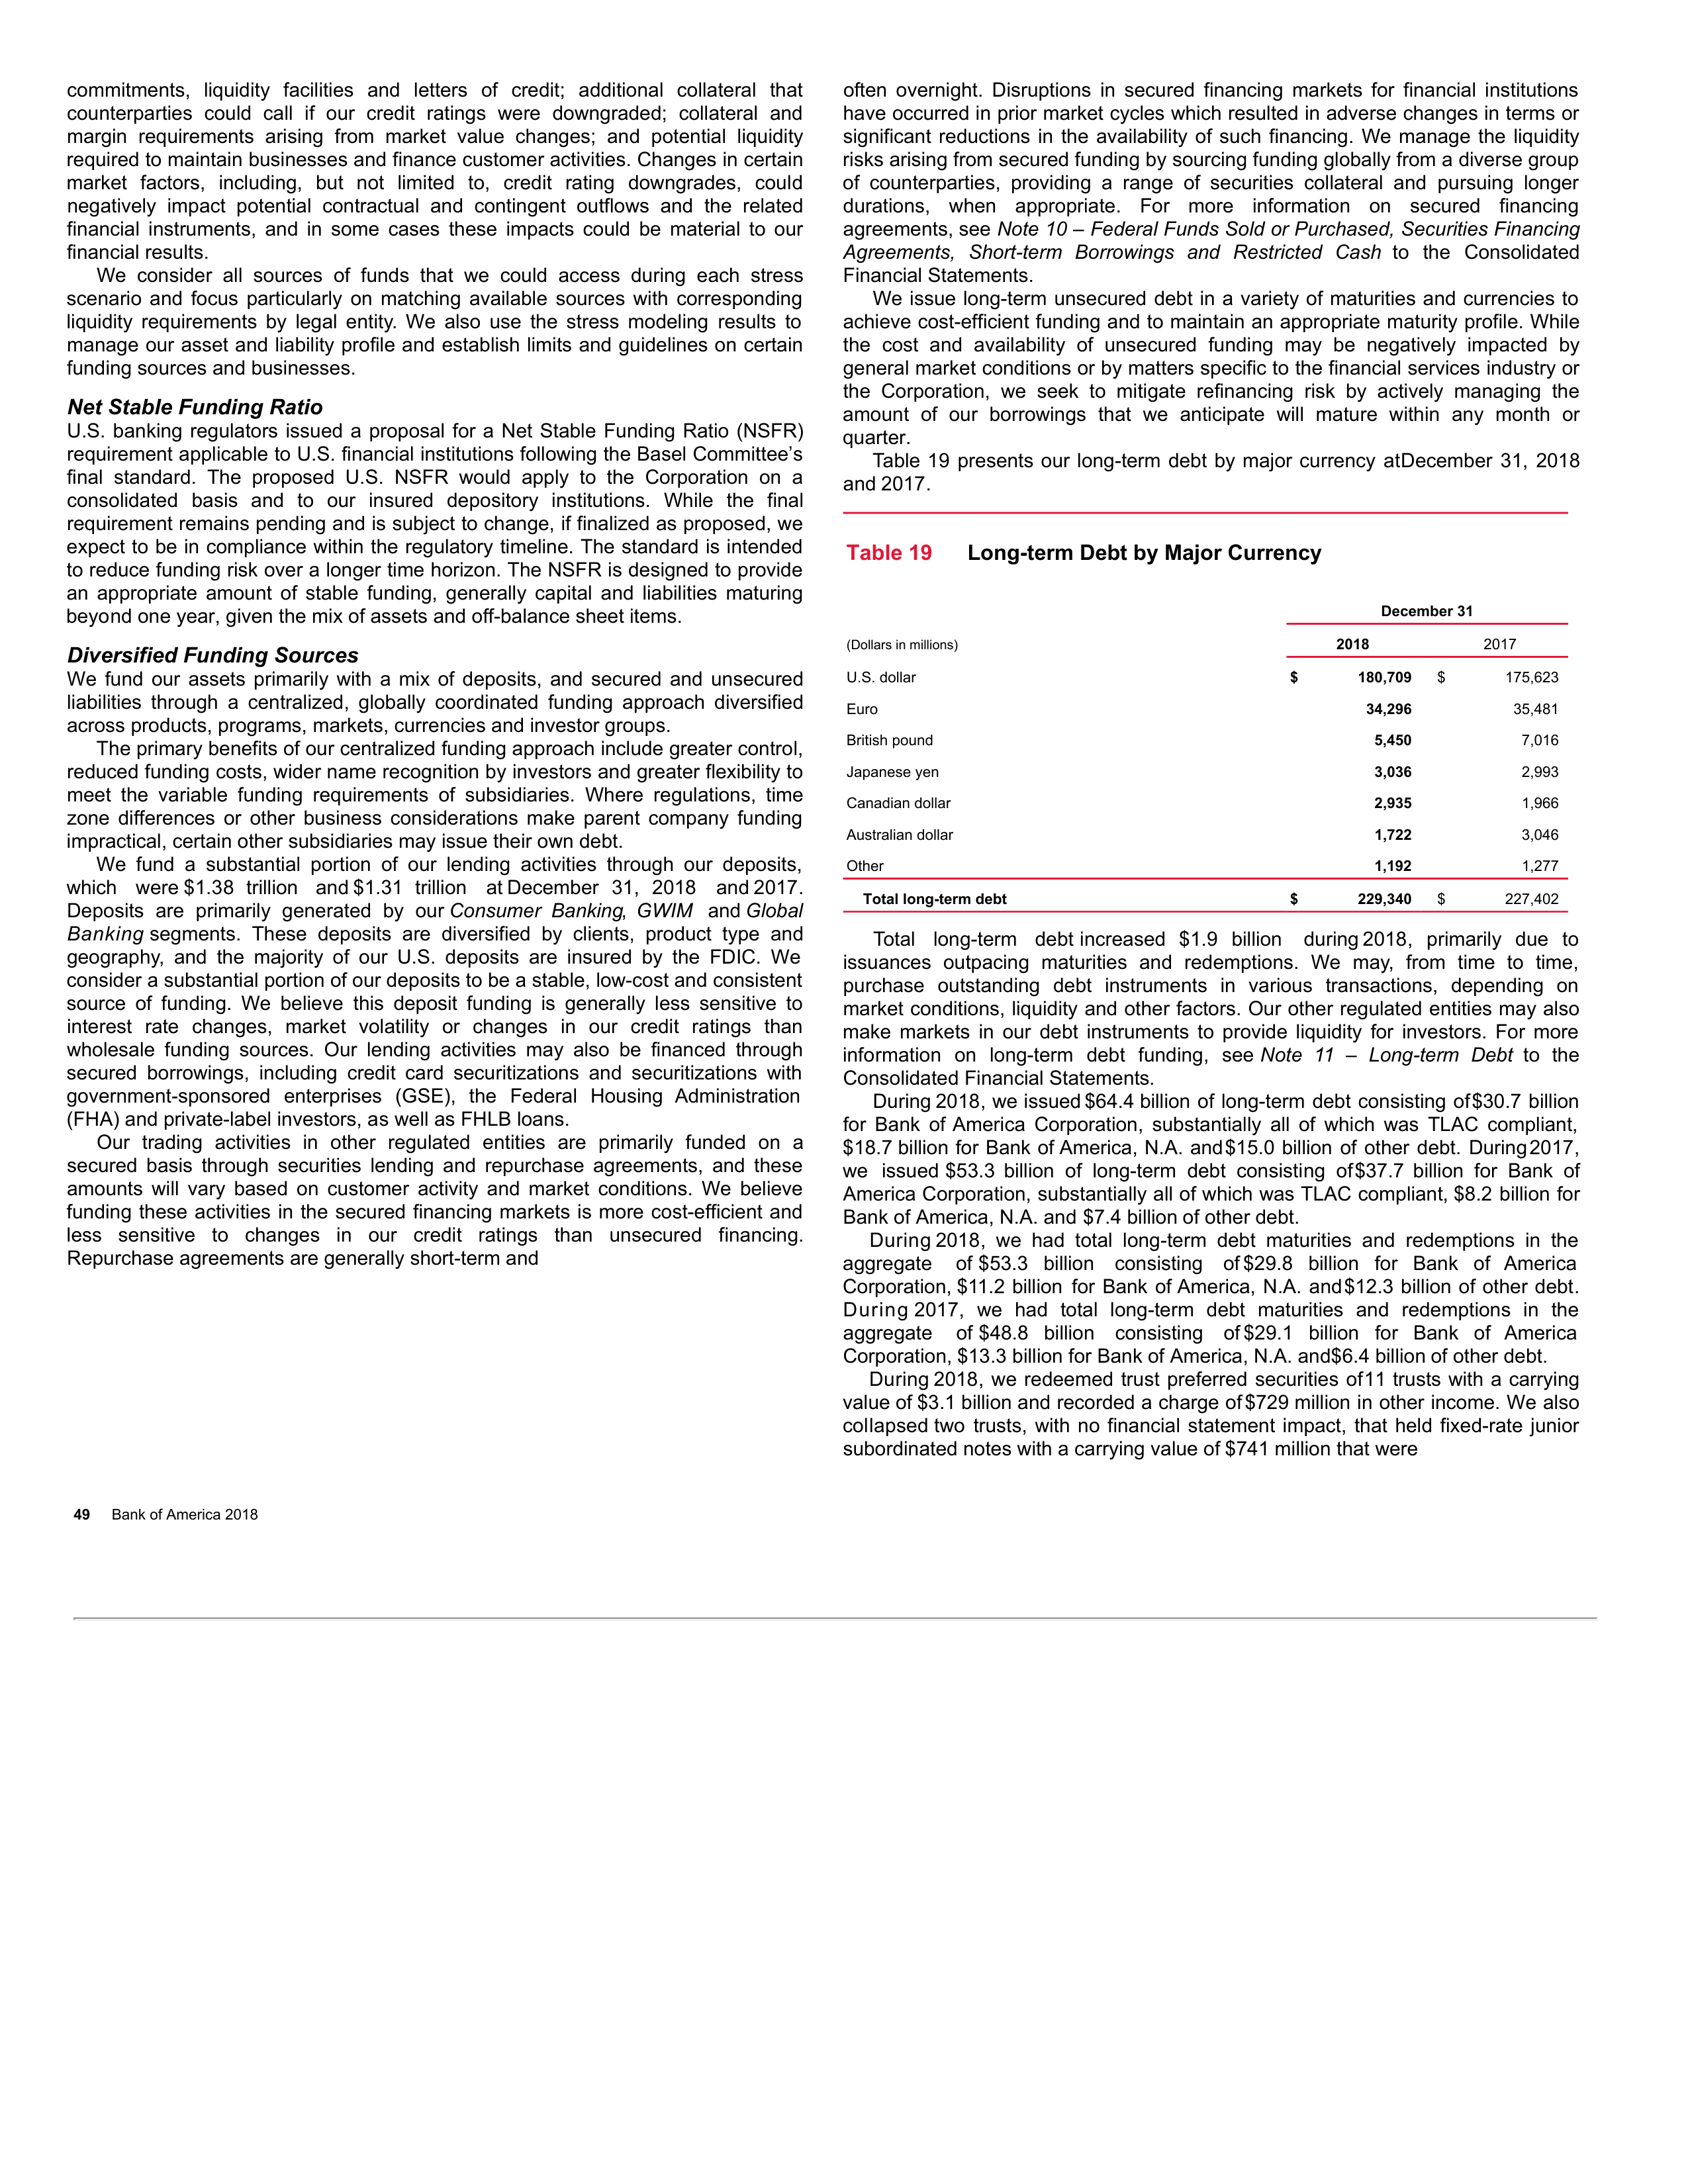 commitments, liquidity facilities and letters of credit; additional collateral that
counterparties could call if our credit ratings were downgraded; collateral and
margin requirements arising from market value changes; and potential liquidity
required to maintain businesses and finance customer activities. Changes in certain
market factors, including, but not limited to, credit rating downgrades, could
negatively impact potential contractual and contingent outflows and the related
financial instruments, and in some cases these impacts could be material to our
financial results.
We consider all sources of funds that we could access during each stress
scenario and focus particularly on matching available sources with corresponding
liquidity requirements by legal entity. We also use the stress modeling results to
manage our asset and liability profile and establish limits and guidelines on certain
funding sources and businesses.
Net Stable Funding Ratio
U.S. banking regulators issued a proposal for a Net Stable Funding Ratio (NSFR)
requirement applicable to U.S. financial institutions following the Basel Committee's
final standard. The proposed U.S. NSFR would apply to the Corporation on a
consolidated basis and to our insured depository institutions. While the final
requirement remains pending and is subject to change, if finalized as proposed, we
expect to be in compliance within the regulatory timeline. The standard is intended
to reduce funding risk over a longer time horizon. The NSFR is designed to provide
an appropriate amount of stable funding, generally capital and liabilities maturing
beyond one year, given the mix of assets and off-balance sheet items.
Diversified Funding Sources
We fund our assets primarily with a mix of deposits, and secured and unsecured
liabilities through a centralized, globally coordinated funding approach diversified
across products, programs, markets, currencies and investor groups.
The primary benefits of our centralized funding approach include greater control,
reduced funding costs, wider name recognition by investors and greater flexibility to
meet the variable funding requirements of subsidiaries. Where regulations, time
zone differences or other business considerations make parent company funding
impractical, certain other subsidiaries may issue their own debt.
We fund a substantial portion of our lending activities through our deposits,
which were $1.38 trillion and $1.31 trillion at December 31, 2018 and 2017.
Deposits are primarily generated by our Consumer Banking, GWIM and Global
Banking segments. These deposits are diversified by clients, product type and
geography, and the majority of our U.S. deposits are insured by the FDIC. We
consider a substantial portion of our deposits to be a stable, low-cost and consistent
source of funding. We believe this deposit funding is generally less sensitive to
interest rate changes, market volatility or changes in our credit ratings than
wholesale funding sources. Our lending activities may also be financed through
secured borrowings, including credit card securitizations and securitizations with
government-sponsored enterprises (GSE), the Federal Housing Administration
(FHA) and private-label investors, as well as FHLB loans.
Our trading activities in other regulated entities are primarily funded on a
secured basis through securities lending and repurchase agreements, and these
amounts will vary based on customer activity and market conditions. We believe
funding these activities in the secured financing markets is more cost-efficient and
less sensitive to changes in our credit ratings than unsecured financing.
Repurchase agreements are generally short-term and
often overnight. Disruptions in secured financing markets for financial institutions
have occurred in prior market cycles which resulted in adverse changes in terms or
significant reductions in the availability of such financing. We manage the liquidity
risks arising from secured funding by sourcing funding globally from a diverse group
of counterparties, providing a range of securities collateral and pursuing longer
durations, when appropriate. For more information on secured financing
agreements, see Note 10 – Federal Funds Sold or Purchased, Securities Financing
Agreements, Short-term Borrowings and Restricted Cash to the Consolidated
Financial Statements.
We issue long-term unsecured debt in a variety of maturities and currencies to
achieve cost-efficient funding and to maintain an appropriate maturity profile. While
the cost and availability of unsecured funding may be negatively impacted by
general market conditions or by matters specific to the financial services industry or
the Corporation, we seek to mitigate refinancing risk by actively managing the
amount of our borrowings that we anticipate will mature within any month or
quarter.
Table 19 presents our long-term debt by major currency atDecember 31, 2018
and 2017.
Table 19 Long-term Debt by Major Currency
December 31
(Dollars in millions) 2018 2017
U.S. dollar $ 180,709 $ 175,623
Euro 34,296 35,481
British pound 5,450 7,016
Japanese yen 3,036 2,993
Canadian dollar 2,935 1,966
Australian dollar 1,722 3,046
Other 1,192 1,277
Total long-term debt $ 229,340 $ 227,402
Total long-term debt increased $1.9 billion during 2018, primarily due to
issuances outpacing maturities and redemptions. We may, from time to time,
purchase outstanding debt instruments in various transactions, depending on
market conditions, liquidity and other factors. Our other regulated entities may also
make markets in our debt instruments to provide liquidity for investors. For more
information on long-term debt funding, see Note 11 – Long-term Debt to the
Consolidated Financial Statements.
During 2018, we issued $64.4 billion of long-term debt consisting of$30.7 billion
for Bank of America Corporation, substantially all of which was TLAC compliant,
$18.7 billion for Bank of America, N.A. and $15.0 billion of other debt. During 2017,
we issued $53.3 billion of long-term debt consisting of$37.7 billion for Bank of
America Corporation, substantially all of which was TLAC compliant, $8.2 billion for
Bank of America, N.A. and $7.4 billion of other debt.
During 2018, we had total long-term debt maturities and redemptions in the
aggregate of $53.3 billion consisting of $29.8 billion for Bank of America
Corporation, $11.2 billion for Bank of America, N.A. and $12.3 billion of other debt.
During 2017, we had total long-term debt maturities and redemptions in the
aggregate of $48.8 billion consisting of $29.1 billion for Bank of America
Corporation, $13.3 billion for Bank of America, N.A. and$6.4 billion of other debt.
During 2018, we redeemed trust preferred securities of11 trusts with a carrying
value of $3.1 billion and recorded a charge of $729 million in other income. We also
collapsed two trusts, with no financial statement impact, that held fixed-rate junior
subordinated notes with a carrying value of $741 million that were
49 Bank of America 2018